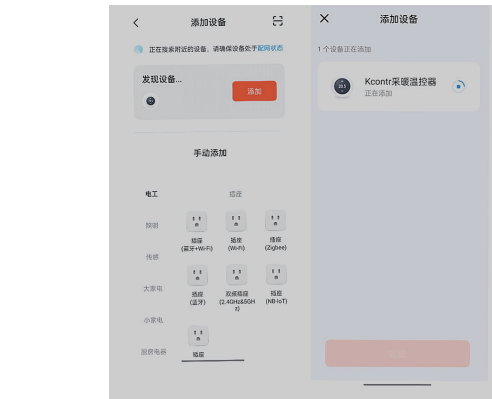 添加设备
正在搜索附近的设备，请确保设备处于配网状态
发现设备...
添加
手动添加
电工
插座
照明
插座
(蓝牙+Wi-Fi)
插座
(Wi-Fi)
插座
(Zigbee)
传感
大家电
插座
(蓝牙)
双频插座
(2.4GHz&5GHz)
插座
(NB-IoT)
小家电
厨房电器
插座
添加设备
1 个设备正在添加
Kcontr采暖温控器
正在添加